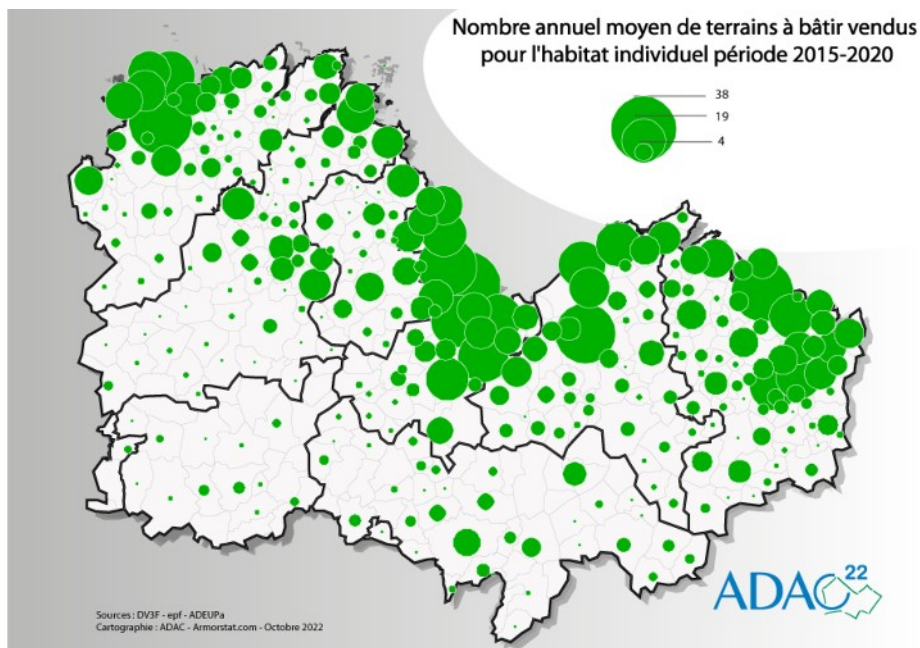 Nombre annuel moyen de terrains à bâtir vendus
pour l'habitat individuel période 2015-2020
38
19
4
ADAC 22
Sources : DV3F - epf - ADEUPa
Cartographie : ADAC - Armorstat.com - Octobre 2022